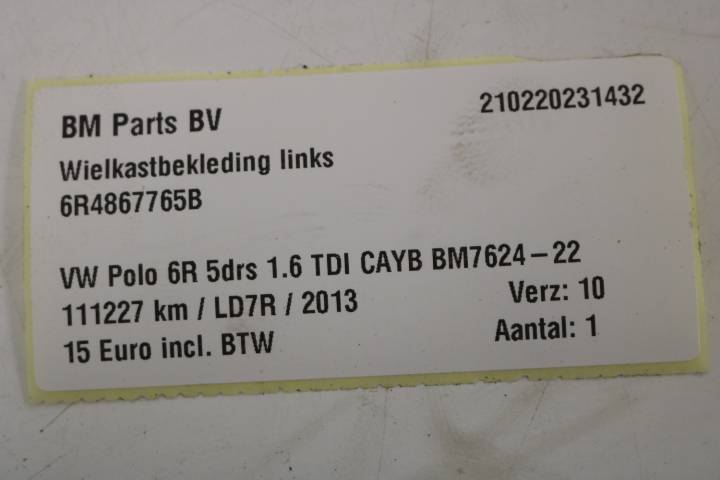 BM Parts BV 210220231432
Wielkastbekleding links
6R4867765B
VW Polo 6R 5drs 1.6 TDI CAYB BM7624-22
111227 km / LD7R / 2013 Verz: 10
15 Euro incl. BTW Aantal: 1